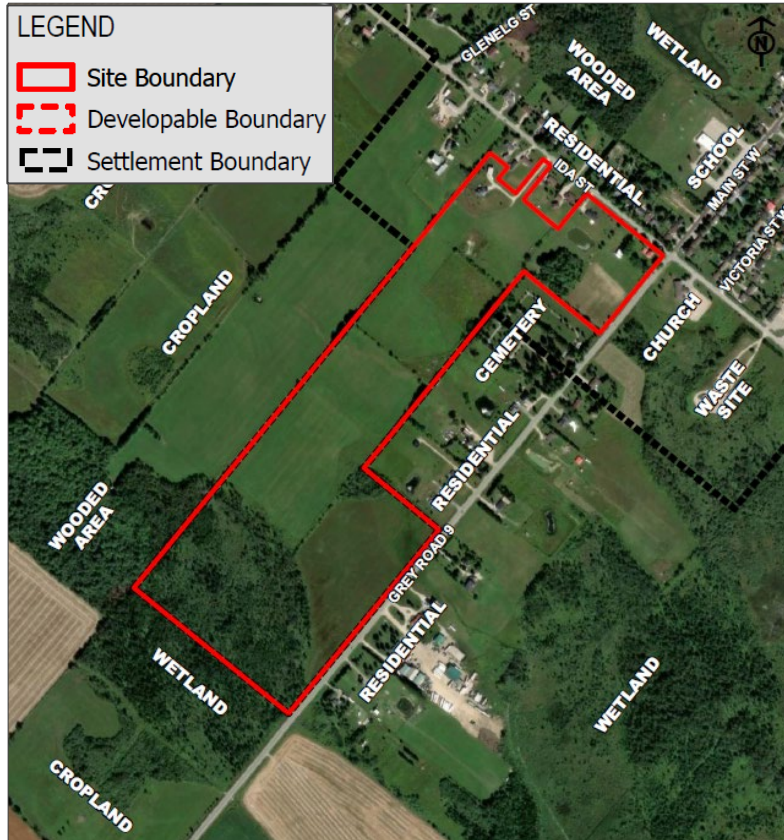 LEGEND
Site Boundary
Developable Boundary
Settlement Boundary
N
GLENELG ST
WETLAND
WOODED
AREA
RESIDENTIAL
IDA ST
SCHOOL
MAIN ST W
VICTORIA ST
CROPLAND
CEMETERY
CHURCH
WASTE
SITE
RESIDENTIAL
WOODED
AREA
GREY ROAD 9
RESIDENTIAL
WETLAND
WETLAND
CROPLAND